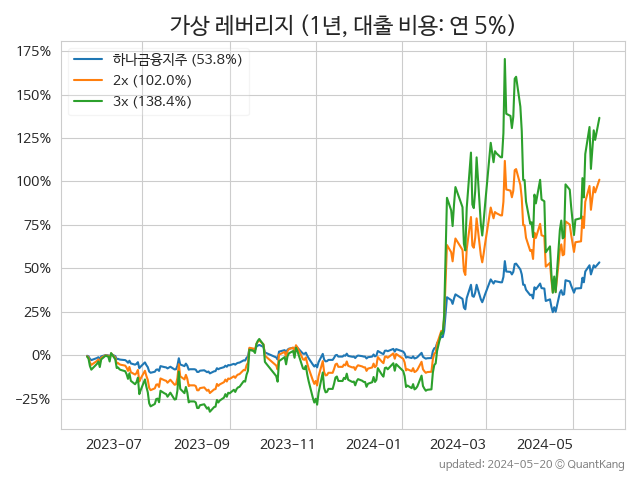 가상 레버리지 (1년, 대출 비용: 연 5%)
하나금융지주 (53.8%)
2x (102.0%)
3x (138.4%)
175%
150%
125%
100%
75%
50%
25%
0%
−25%
2023-07 2023-09 2023-11 2024-01 2024-03 2024-05
updated: 2024-05-20 © QuantKang